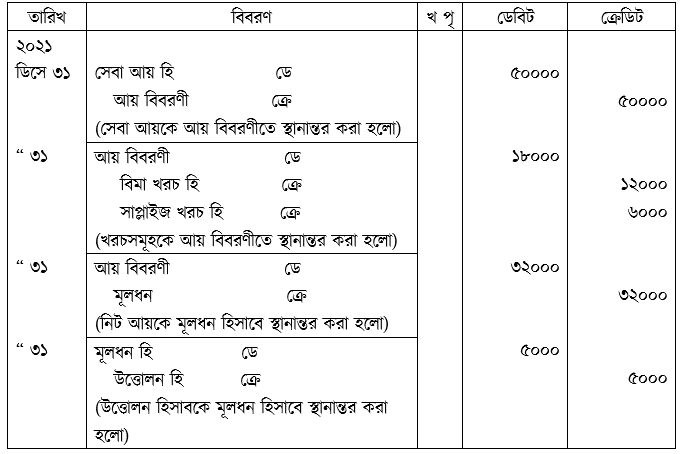 তারিখ বিবরণ খ পৃ ডেবিট ক্রেডিট
২০২১
ডিসে ৩১ সেবা আয় হি ডে ৫০০০০
আয় বিবরণী ক্রে ৫০০০০
(সেবা আয়কে আয় বিবরণীতে স্থানান্তর করা হলো)
“ ৩১ আয় বিবরণী ডে ১৮০০০
বিমা খরচ হি ক্রে ১২০০০
সাপ্লাইজ খরচ হি ক্রে ৬০০০
(খরচসমূহকে আয় বিবরণীতে স্থানান্তর করা হলো)
“ ৩১ আয় বিবরণী ডে ৩২০০০
মূলধন ক্রে ৩২০০০
(নিট আয়কে মূলধন হিসাবে স্থানান্তর করা হলো)
“ ৩১ মূলধন হি ডে ৫০০০
উত্তোলন হি ক্রে ৫০০০
(উত্তোলন হিসাবকে মূলধন হিসাবে স্থানান্তর করা
হলো)